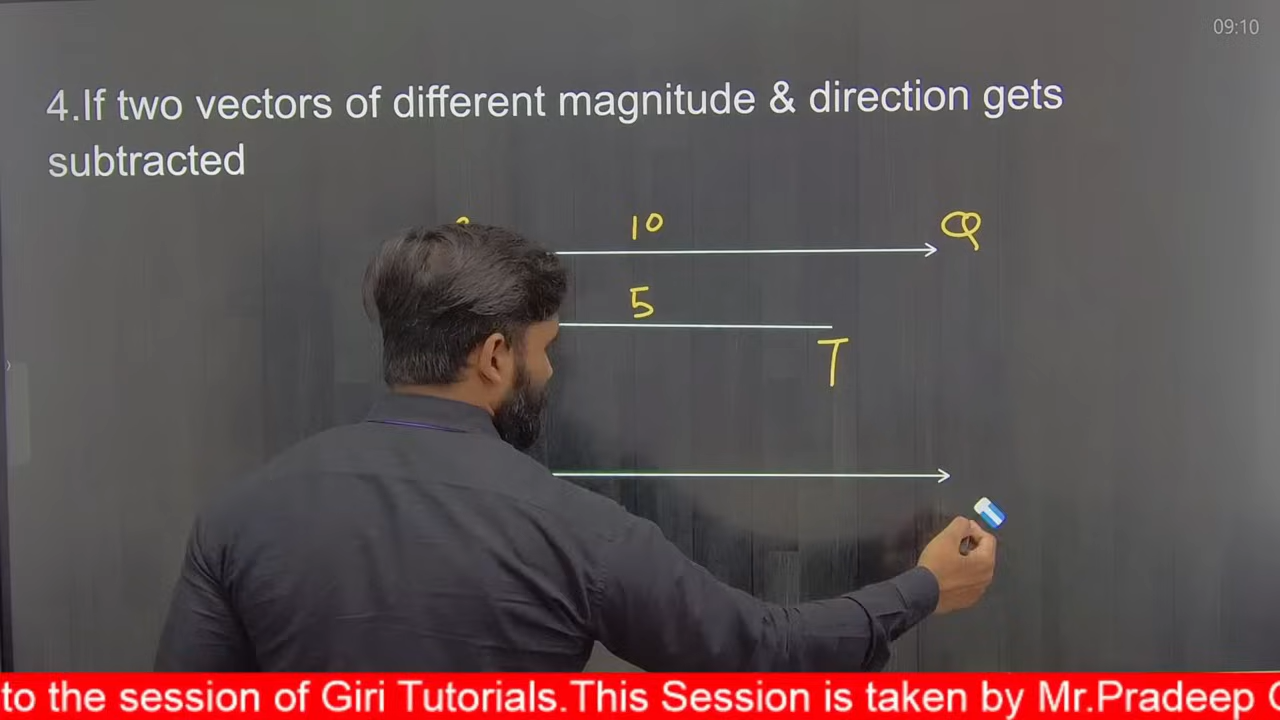 09:10
4.If two vectors of different magnitude & direction gets
subtracted
10 Q
5
T
to the session of Giri Tutorials.This Session is taken by Mr.Pradeep